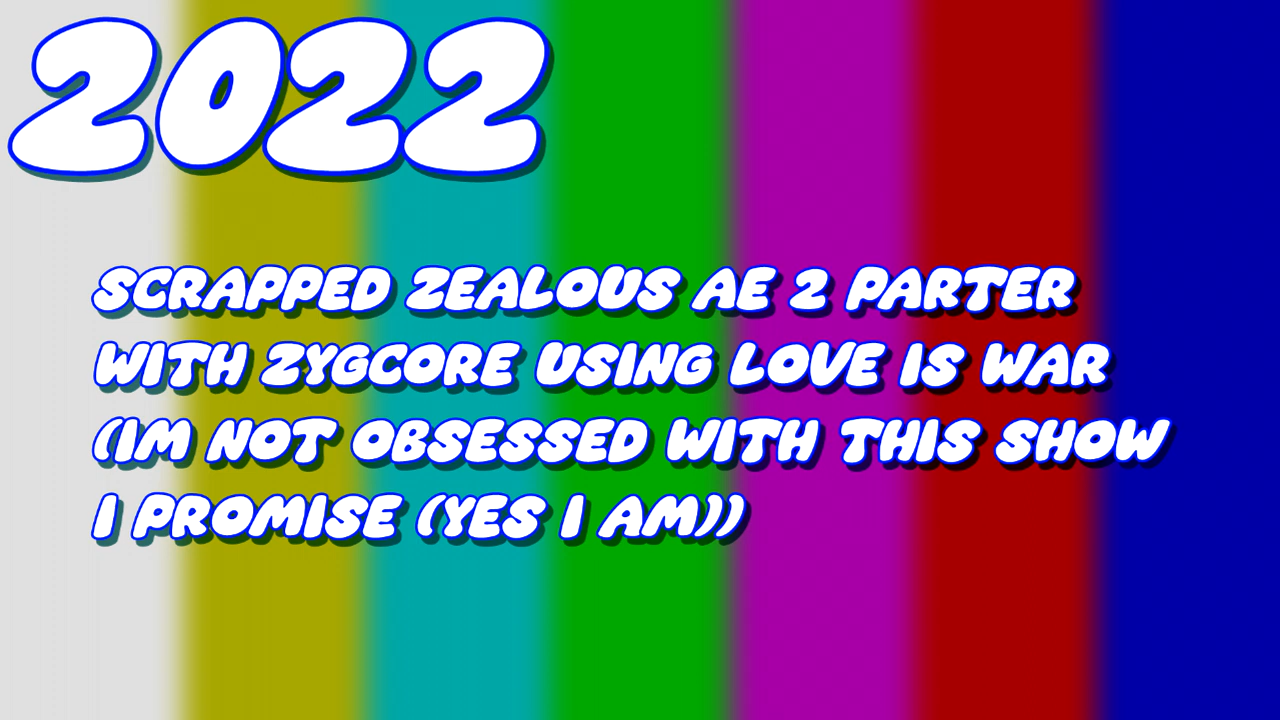 2022
SCRAPPED ZEALOUS AE 2 PARTER
WITH ZYGCORE USING LOVE IS WAR
(IM NOT OBSESSED WITH THIS SHOW
I PROMISE (YES I AM))